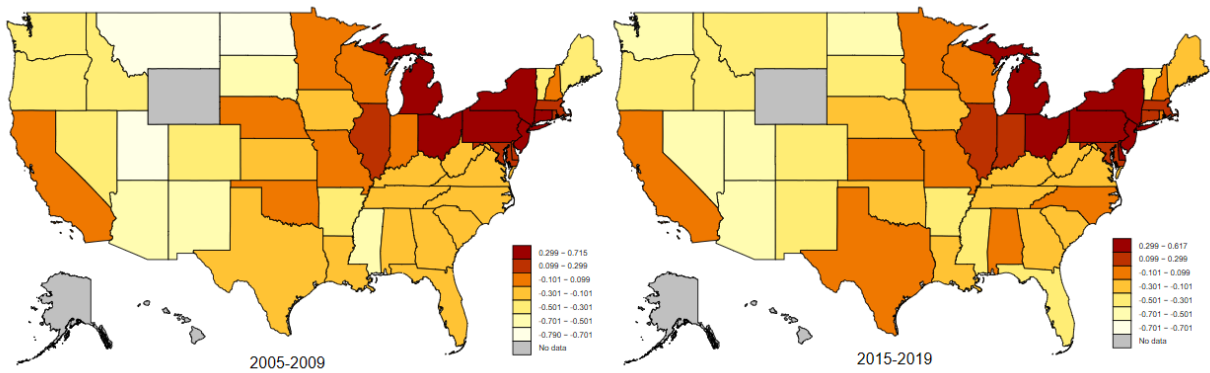 0.299 – 0.715
0.099 – 0.299
-0.101 – 0.099
-0.301 – -0.101
-0.501 – -0.301
-0.701 – -0.501
-0.790 – -0.701
No data
2005-2009
0.299 – 0.617
0.099 – 0.299
-0.101 – 0.099
-0.301 – -0.101
-0.501 – -0.301
-0.701 – -0.501
-0.701 – -0.701
No data
2015-2019